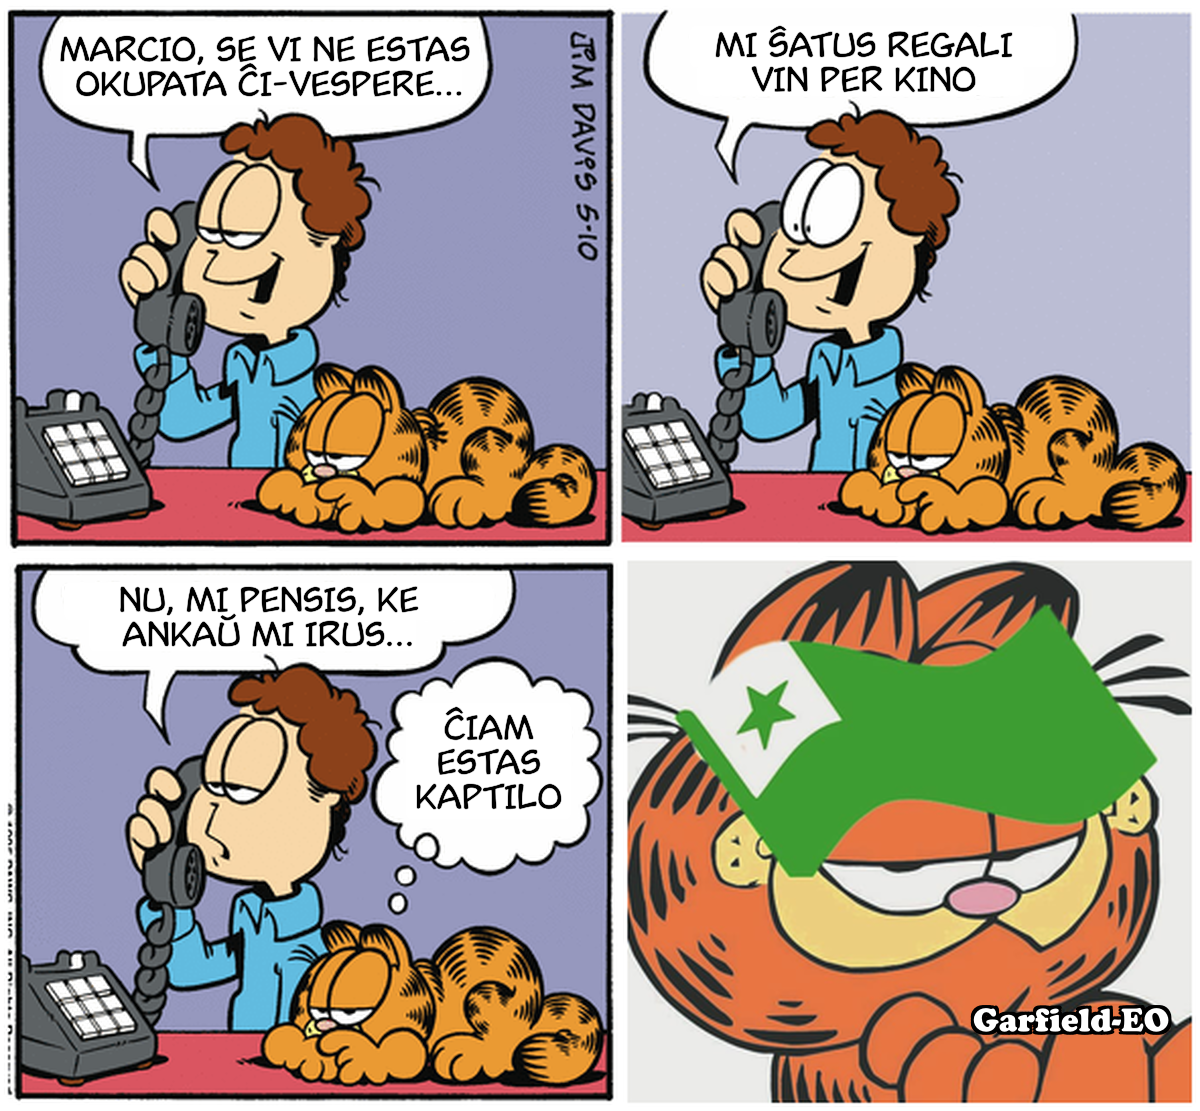 MARCIO, SE VI NE ESTAS
OKUPATA ĈI-VESPERE...
JIM DAVIS 5-10
MI ŜATUS REGALI
VIN PER KINO
NU, MI PENSIS, KE
ANKAŬ MI IRUS...
ĈIAM
ESTAS
KAPTILO
Garfield-EO